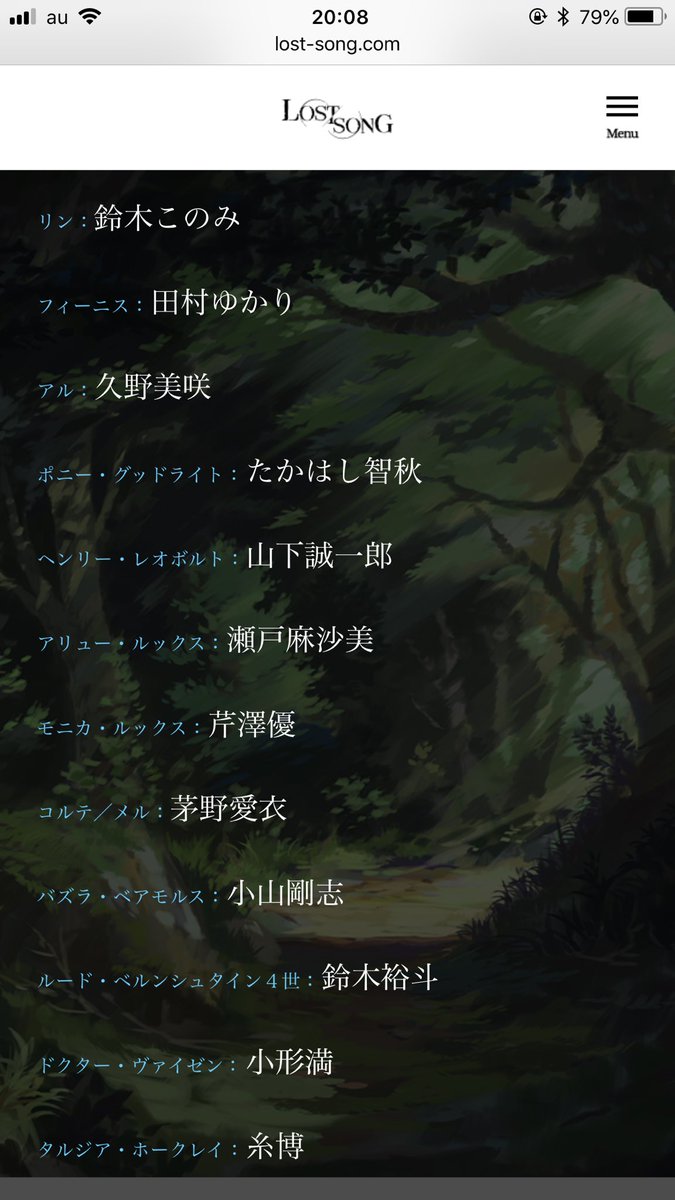 au 20:08 79%
lost-song.com
LOST SONG
Menu
リン：鈴木このみ
フィーニス：田村ゆかり
アル：久野美咲
ポニー・グッドライト：たかはし智秋
ヘンリー・レオボルト：山下誠一郎
アリュー・ルックス：瀬戸麻沙美
モニカ・ルックス：芹澤優
コルテ／メル：茅野愛衣
バズラ・ベアモルス：小山剛志
ルード・ベルンシュタイン４世：鈴木裕斗
ドクター・ヴァイゼン：小形満
タルジア・ホークレイ：糸博